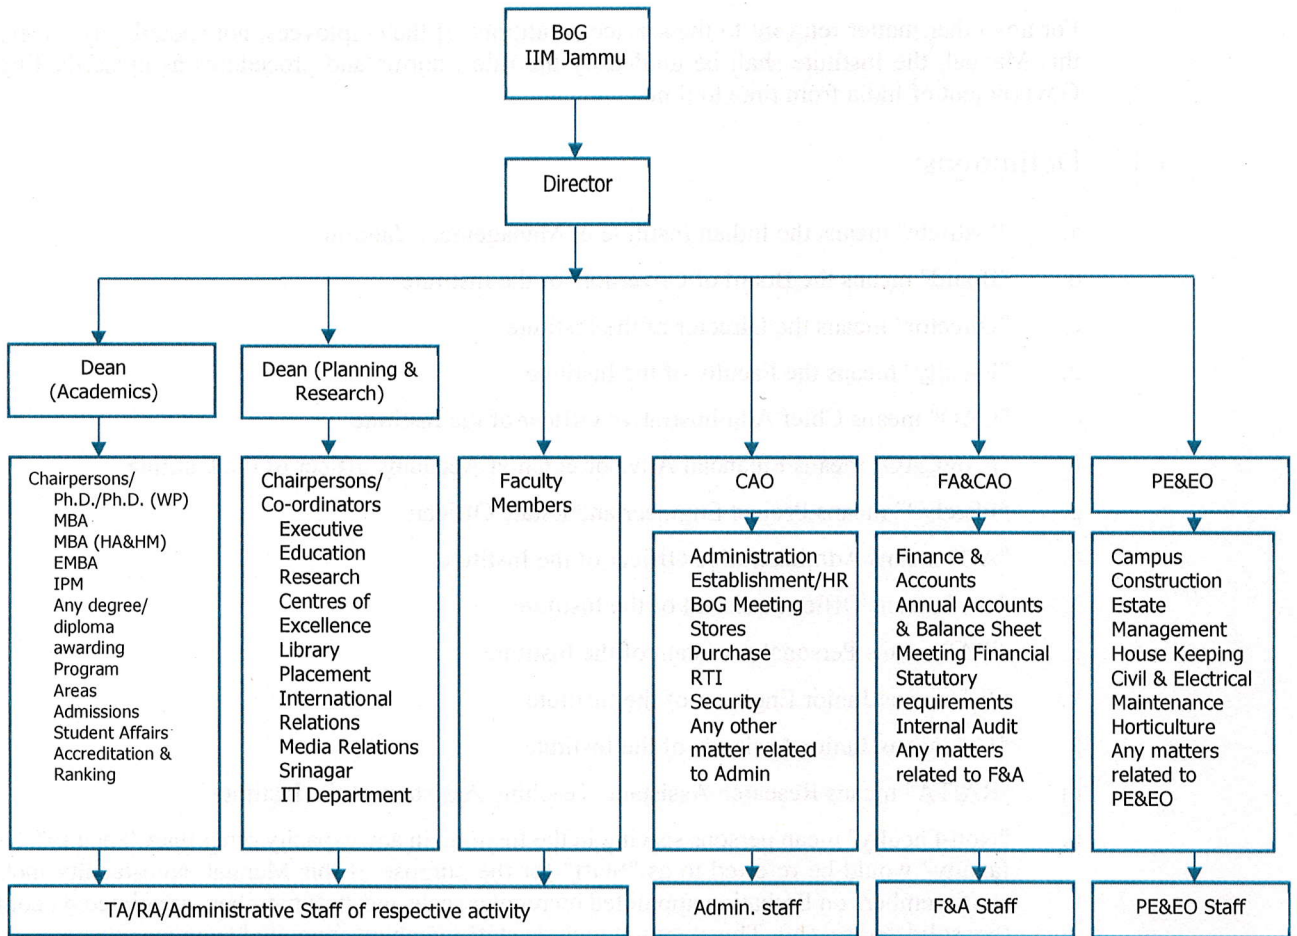 BoG
IIM Jammu
Director
Dean
(Academics)
Dean (Planning &
Research)
Chairpersons/
Ph.D./Ph.D. (WP)
MBA
MBA (HA&HM)
EMBA
IPM
Any degree/
diploma
awarding
Program
Areas
Admissions
Student Affairs
Accreditation &
Ranking
Chairpersons/
Co-ordinators
Executive
Education
Research
Centres of
Excellence
Library
Placement
International
Relations
Media Relations
Srinagar
IT Department
Faculty
Members
CAO
Administration
Establishment/HR
BoG Meeting
Stores
Purchase
RTI
Security
Any other
matter related
to Admin
FA&CAO
Finance &
Accounts
Annual Accounts
& Balance Sheet
Meeting Financial
Statutory
requirements
Internal Audit
Any matters
related to F&A
PE&EO
Campus
Construction
Estate
Management
House Keeping
Civil & Electrical
Maintenance
Horticulture
Any matters
related to
PE&EO
TA/RA/Administrative Staff of respective activity
Admin. Staff
F&A Staff
PE&EO Staff